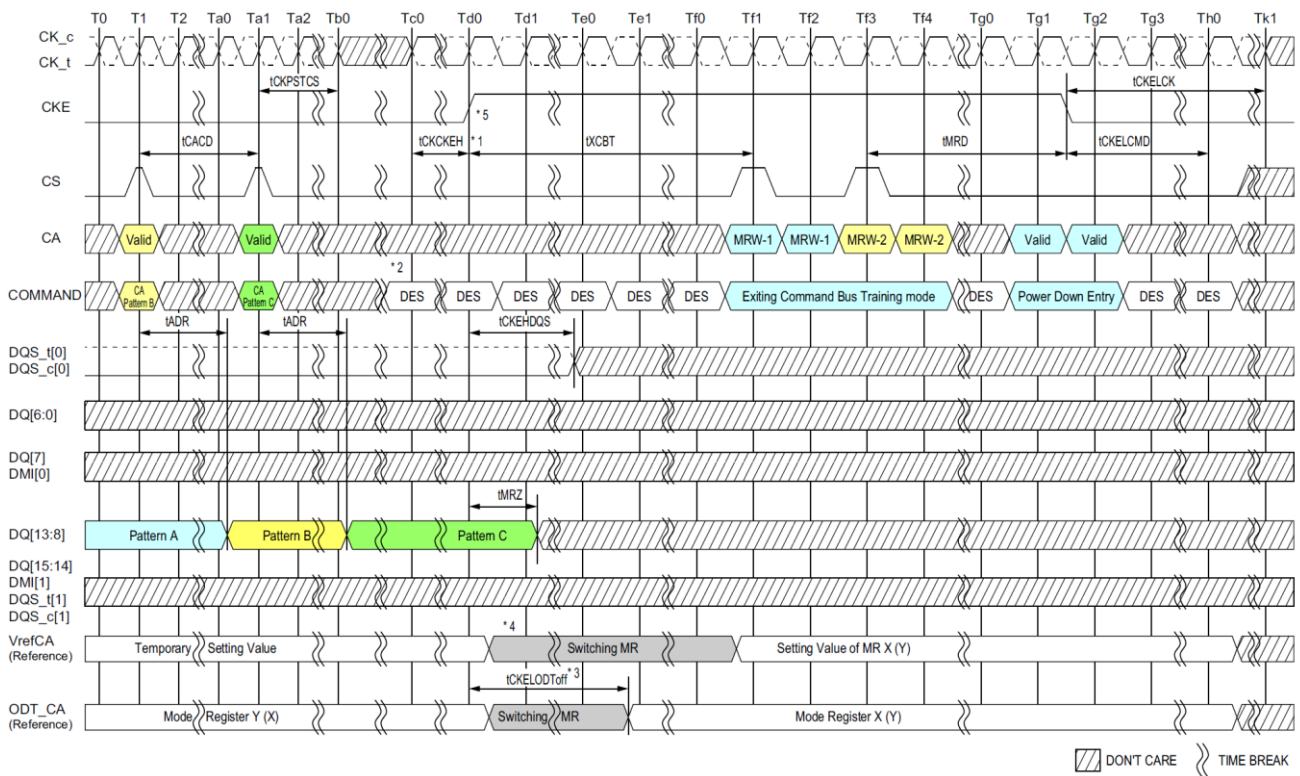 T0 T1 T2 Ta0 Ta1 Ta2 Tb0 Tc0 Td0 Td1 Te0 Te1 Tf0 Tf1 Tf2 Tf3 Tf4 Tg0 Tg1 Tg2 Tg3 Th0 Tk1
CK_c
CK_t
tCKPSTCS tCKELCK
CKE
* 5
tCACD tCKCKEH * 1 tXCBT tMRD tCKELCMD
CS
CA Valid Valid MRW-1 MRW-1 MRW-2 MRW-2 Valid Valid
* 2
COMMAND CA Pattern B CA Pattern C DES DES DES DES DES DES Exiting Command Bus Training mode DES Power Down Entry DES DES
tADR tADR tCKEHDQS
DQS_t[0]
DQS_c[0]
DQ[6:0]
DQ[7]
DMI[0]
tMRZ
DQ[13:8] Pattern A Pattern B Pattern C
DQ[15:14]
DMI[1]
DQS_t[1]
DQS_c[1]
* 4
VrefCA Temporary Setting Value Switching MR Setting Value of MR X (Y)
(Reference)
tCKELODToff * 3
ODT_CA Mode Register Y (X) Switching MR Mode Register X (Y)
(Reference)
DON'T CARE TIME BREAK